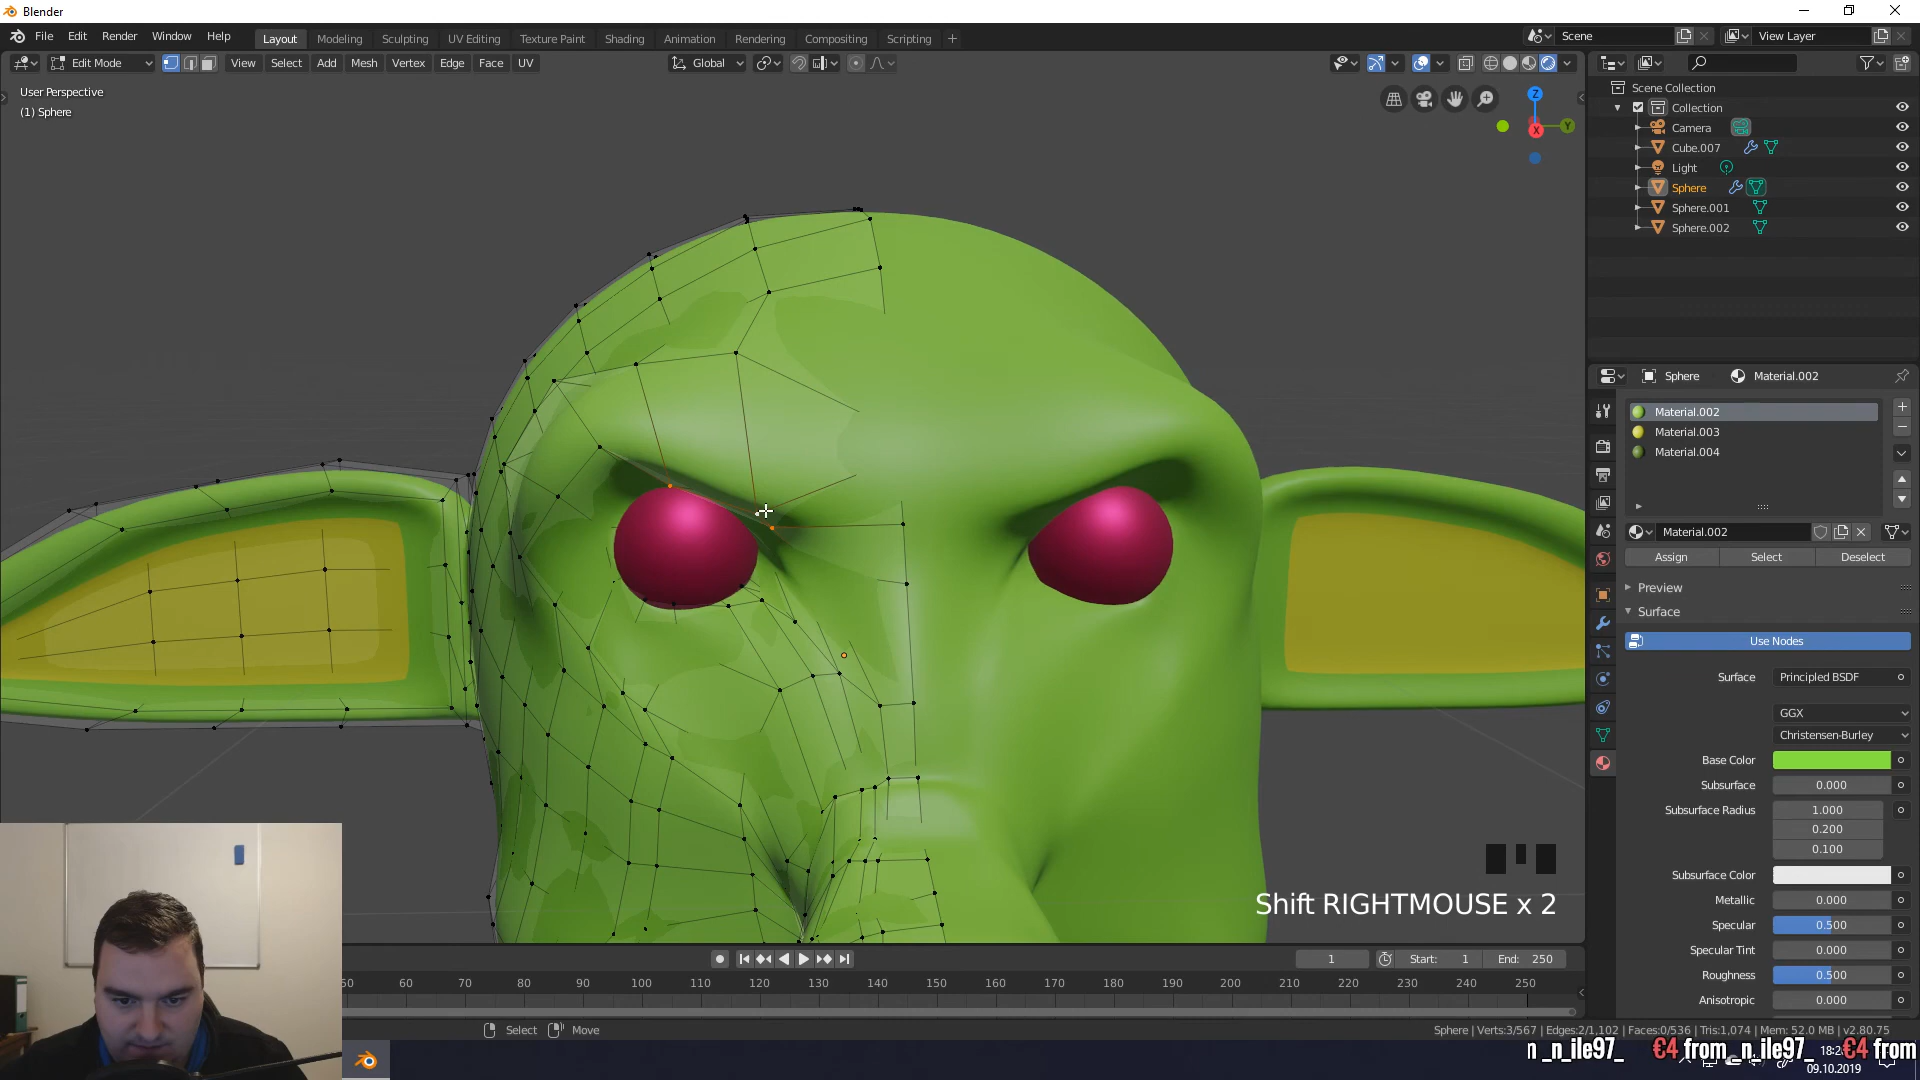 Blender
File Edit Render Window Help
Layout Modeling Sculpting UV Editing Texture Paint Shading Animation Rendering Compositing Scripting +
Scene
View Layer
Edit Mode
View Select Add Mesh Vertex Edge Face UV
Global
User Perspective
(1) Sphere
Z
Y
X
Scene Collection
Collection
Camera
Cube.007
Light
Sphere
Sphere.001
Sphere.002
Sphere
Material.002
Material.002
Material.003
Material.004
Material.002
Assign Select Deselect
Preview
Surface
Use Nodes
Surface Principled BSDF
GGX
Christensen-Burley
Base Color
Subsurface 0.000
Subsurface Radius 1.000
0.200
0.100
Subsurface Color
Metallic 0.000
Specular 0.500
Specular Tint 0.000
Roughness 0.500
Anisotropic 0.000
Shift RIGHTMOUSE x 2
1
Start: 1
End: 250
50 60 70 80 90 100 110 120 130 140 150 160 170 180 190 200 210 220 230 240 250
Select
Move
Sphere | Verts:3/567 | Edges:2/1,102 | Faces:0/536 | Tris:1,074 | Mem: 52.0 MB | v2.80.75
n _n_ile97_ €4 from _n_ile97_ €4 from
09.10.2019